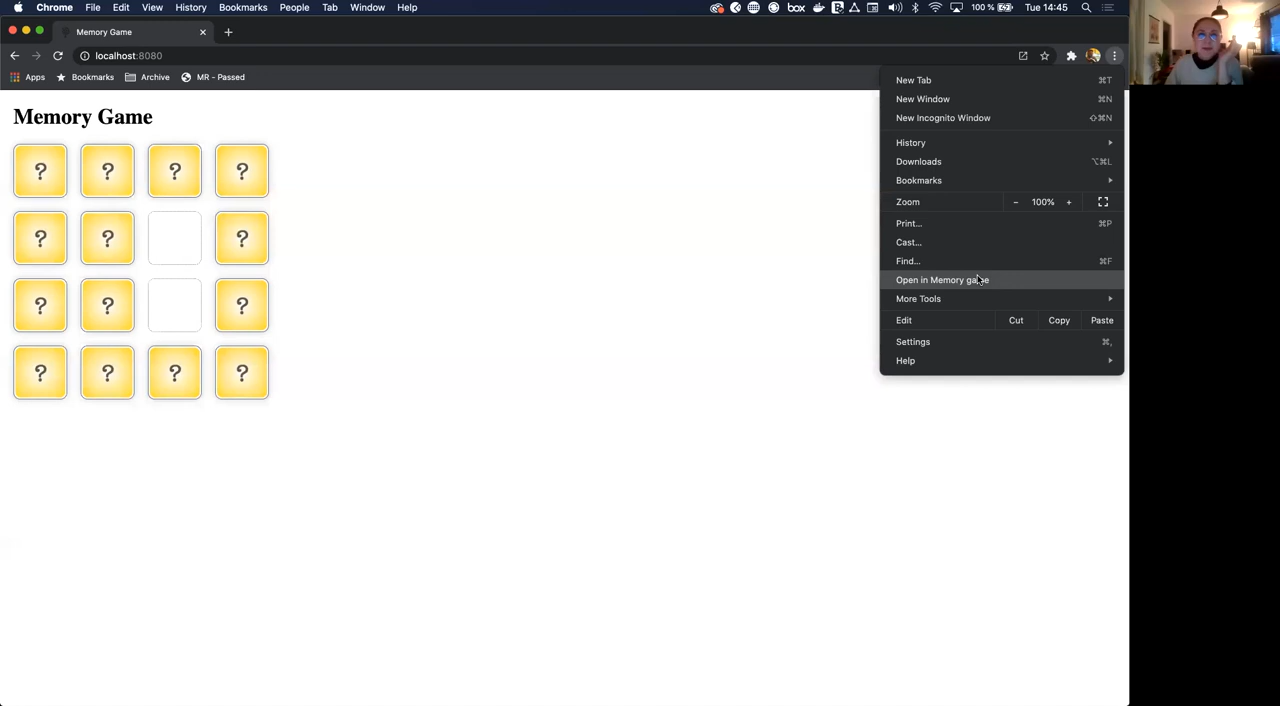 Chrome File Edit View History Bookmarks People Tab Window Help box 100 % Tue 14:45
Memory Game
localhost:8080
Apps Bookmarks Archive MR - Passed
Memory Game
? ? ? ?
? ? ?
? ? ?
? ? ? ?
New Tab ⌘T
New Window ⌘N
New Incognito Window ⇧⌘N
History
Downloads ⌥⌘L
Bookmarks
Zoom − 100% +
Print... ⌘P
Cast...
Find... ⌘F
Open in Memory game
More Tools
Edit Cut Copy Paste
Settings ⌘,
Help